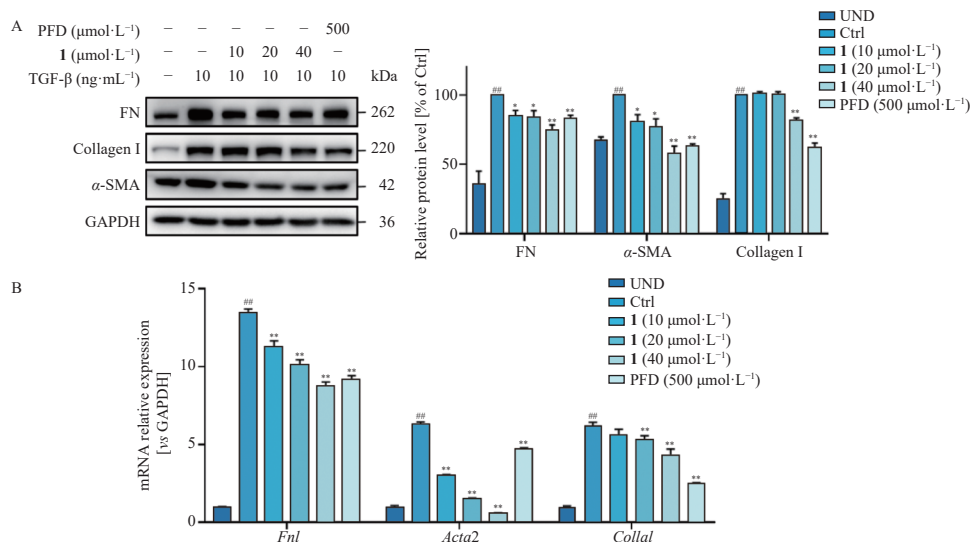 A
PFD (μmol·L⁻¹) – – – – – 500
1 (μmol·L⁻¹) – – 10 20 40 –
TGF-β (ng·mL⁻¹) – 10 10 10 10 10 kDa
FN 262
Collagen I 220
α-SMA 42
GAPDH 36
Relative protein level [% of Ctrl]
100
50
0
## * * ** **
## * * ** **
## ** **
FN α-SMA Collagen I
UND
Ctrl
1 (10 μmol·L⁻¹)
1 (20 μmol·L⁻¹)
1 (40 μmol·L⁻¹)
PFD (500 μmol·L⁻¹)
B
mRNA relative expression
[vs GAPDH]
15
10
5
0
## ** ** ** **
## ** ** ** **
## ** ** **
Fnl Acta2 Collal
UND
Ctrl
1 (10 μmol·L⁻¹)
1 (20 μmol·L⁻¹)
1 (40 μmol·L⁻¹)
PFD (500 μmol·L⁻¹)